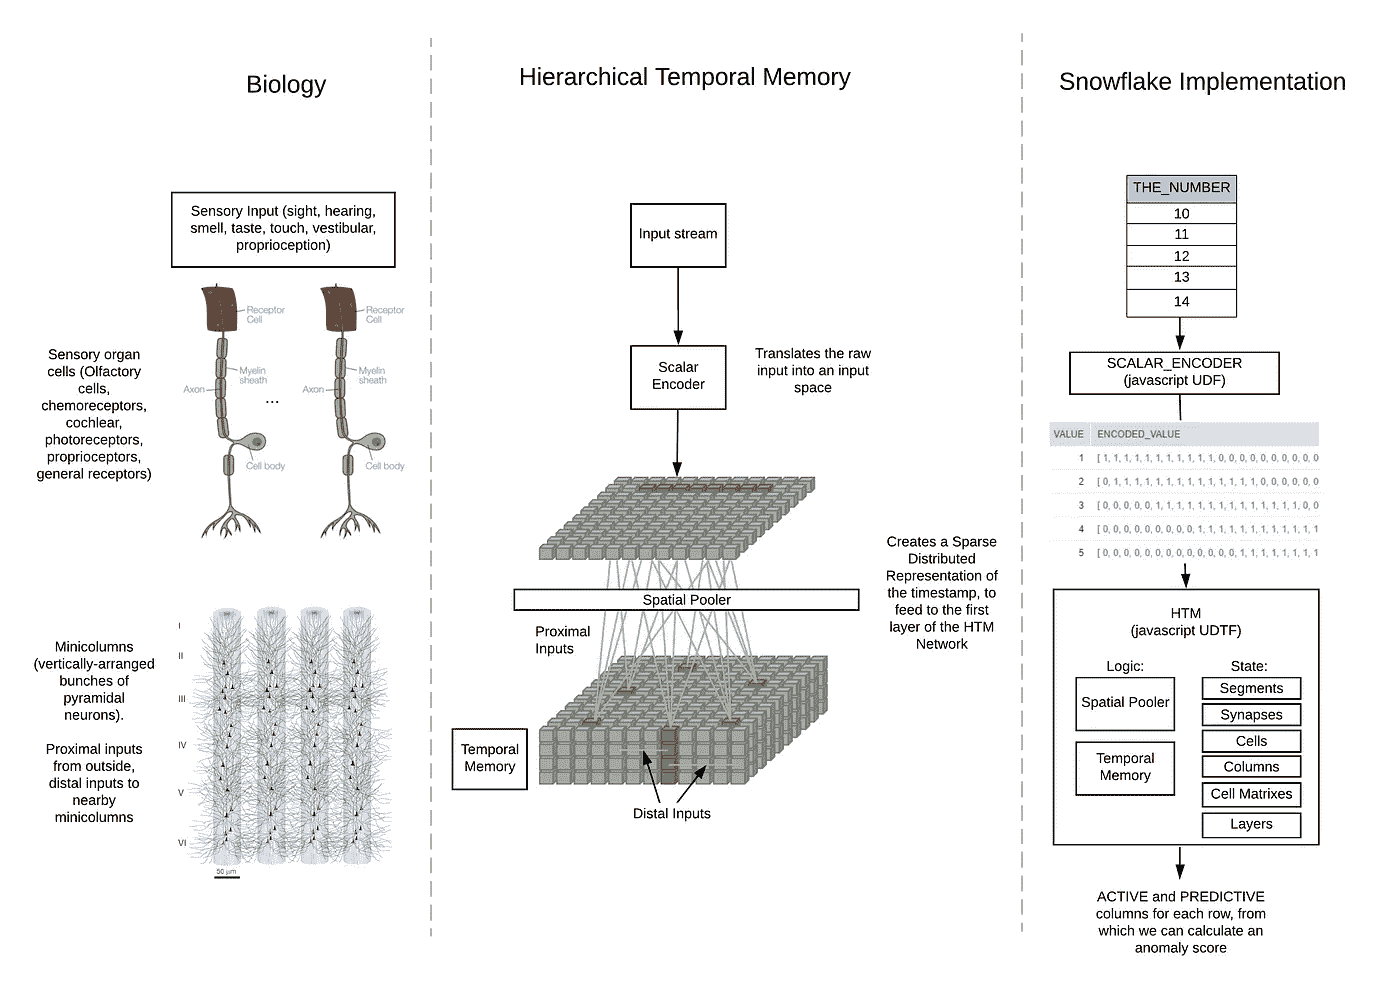 Biology
Sensory Input (sight, hearing,
smell, taste, touch, vestibular,
proprioception)
Receptor
Cell
Myelin
sheath
Axon
Cell body
...
Receptor
Cell
Myelin
sheath
Axon
Cell body
Sensory organ
cells (Olfactory
cells,
chemoreceptors,
cochlear,
photoreceptors,
proprioceptors,
general receptors)
Minicolumns
(vertically-arranged
bunches of
pyramidal
neurons).
Proximal inputs
from outside,
distal inputs to
nearby
minicolumns
I
II
III
IV
V
VI
50 µm
Hierarchical Temporal Memory
Input stream
Scalar
Encoder
Translates the raw
input into an input
space
Spatial Pooler
Creates a Sparse
Distributed
Representation of
the timestamp, to
feed to the first
layer of the HTM
Network
Proximal
Inputs
Temporal
Memory
Distal Inputs
Snowflake Implementation
THE_NUMBER
10
11
12
13
14
SCALAR_ENCODER
(javascript UDF)
VALUE ENCODED_VALUE
1 [ 1, 1, 1, 1, 1, 1, 1, 1, 1, 1, 1, 0, 0, 0, 0, 0, 0, 0, 0, 0, 0
2 [ 0, 1, 1, 1, 1, 1, 1, 1, 1, 1, 1, 1, 1, 1, 1, 0, 0, 0, 0, 0, 0
3 [ 0, 0, 0, 0, 0, 1, 1, 1, 1, 1, 1, 1, 1, 1, 1, 1, 1, 1, 1, 0, 0
4 [ 0, 0, 0, 0, 0, 0, 0, 0, 0, 1, 1, 1, 1, 1, 1, 1, 1, 1, 1, 1, 1
5 [ 0, 0, 0, 0, 0, 0, 0, 0, 0, 0, 0, 0, 0, 1, 1, 1, 1, 1, 1, 1, 1
HTM
(javascript UDTF)
Logic:
Spatial Pooler
Temporal
Memory
State:
Segments
Synapses
Cells
Columns
Cell Matrixes
Layers
ACTIVE and PREDICTIVE
columns for each row, from
which we can calculate an
anomaly score